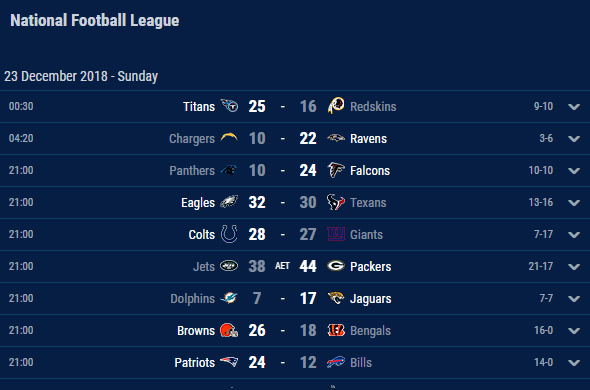 National Football League
23 December 2018 - Sunday
00:30 Titans 25 - 16 Redskins 9-10
04:20 Chargers 10 - 22 Ravens 3-6
21:00 Panthers 10 - 24 Falcons 10-10
21:00 Eagles 32 - 30 Texans 13-16
21:00 Colts 28 - 27 Giants 7-17
21:00 Jets 38 AET 44 Packers 21-17
21:00 Dolphins 7 - 17 Jaguars 7-7
21:00 Browns 26 - 18 Bengals 16-0
21:00 Patriots 24 - 12 Bills 14-0